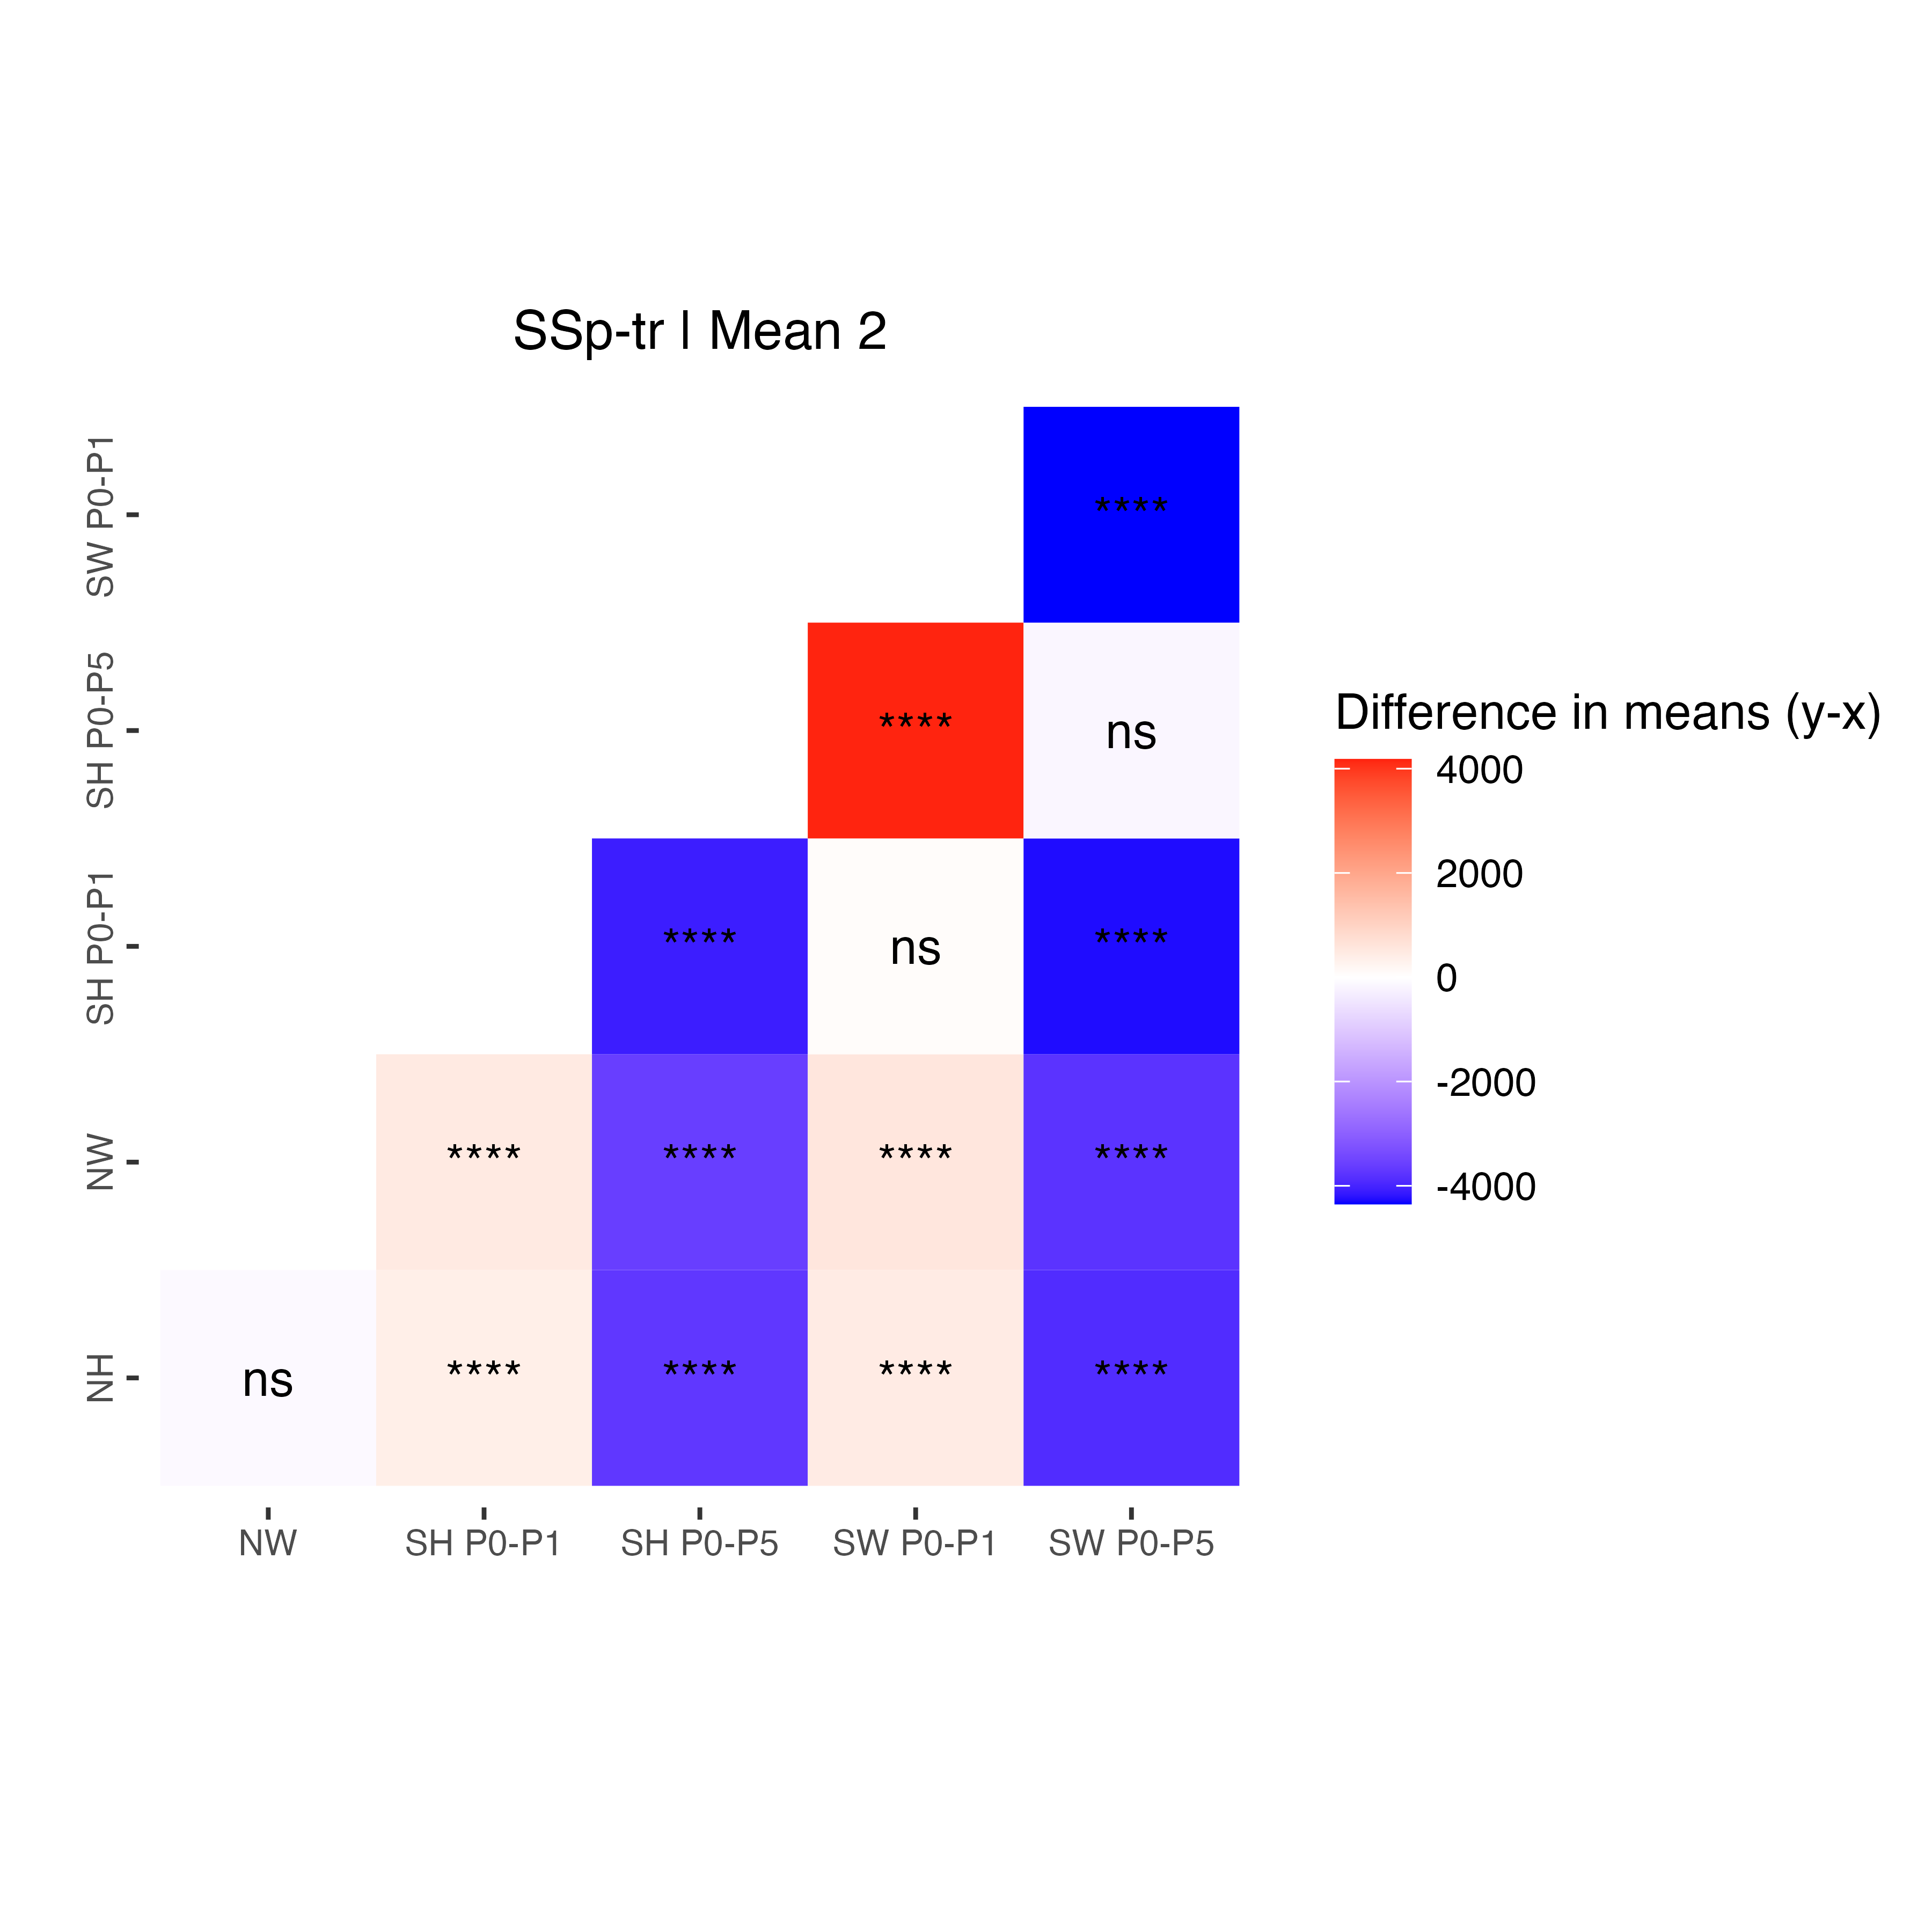 SSp-tr | Mean 2
SW P0-P1
****
SH P0-P5
****
ns
SH P0-P1
****
ns
****
NW
****
****
****
****
NH
ns
****
****
****
****
NW
SH P0-P1
SH P0-P5
SW P0-P1
SW P0-P5
Difference in means (y-x)
4000
2000
0
-2000
-4000